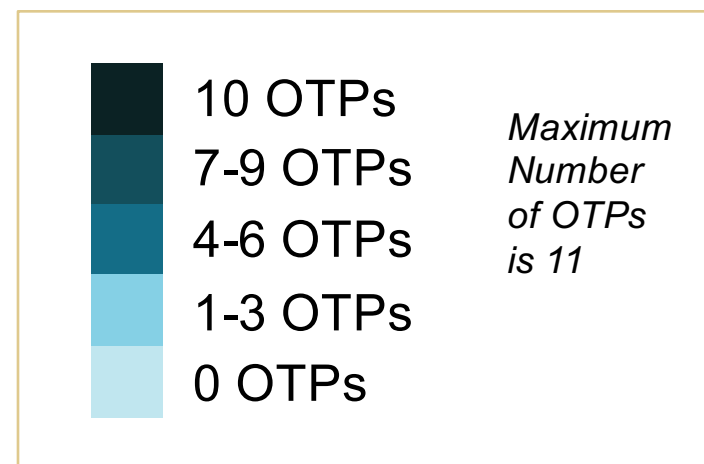 10 OTPs
7-9 OTPs
4-6 OTPs
1-3 OTPs
0 OTPs
Maximum
Number
of OTPs
is 11